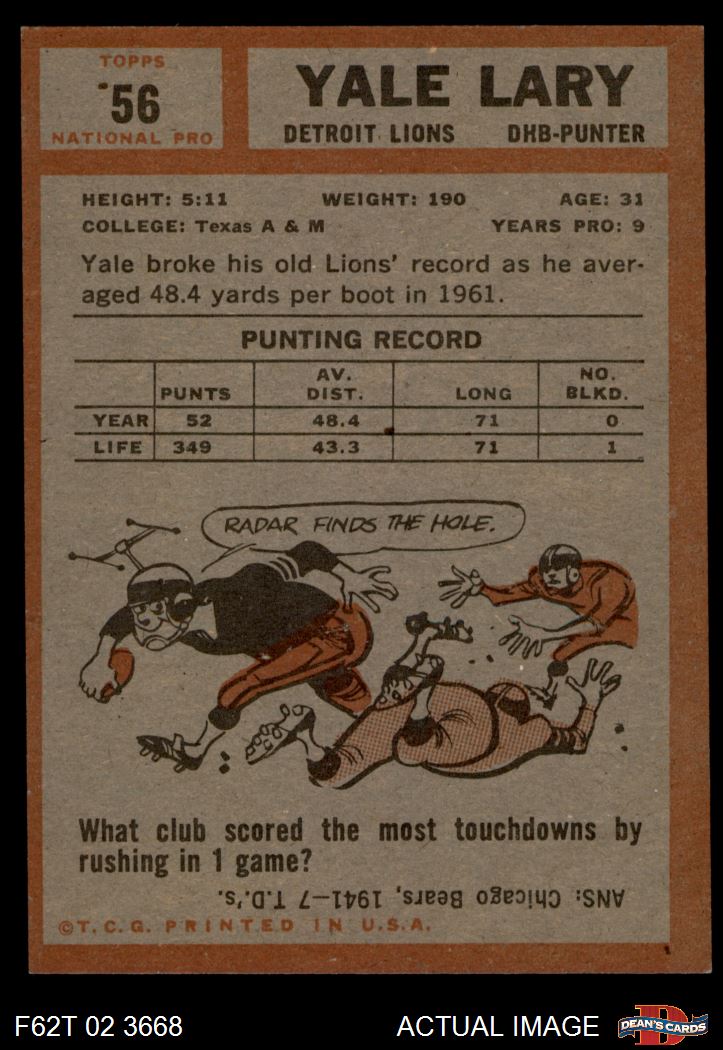 TOPPS
56
NATIONAL PRO
YALE LARY
DETROIT LIONS DHB-PUNTER
HEIGHT: 5:11 WEIGHT: 190 AGE: 31
COLLEGE: Texas A & M YEARS PRO: 9
Yale broke his old Lions' record as he aver-
aged 48.4 yards per boot in 1961.
PUNTING RECORD
PUNTS AV. DIST. LONG NO. BLKD.
YEAR 52 48.4 71 0
LIFE 349 43.3 71 1
RADAR FINDS THE HOLE.
What club scored the most touchdowns by
rushing in 1 game?
ANS: Chicago Bears, 1941-7 T.D.'s.
©T.C.G. PRINTED IN U.S.A.
F62T 02 3668 ACTUAL IMAGE D DEAN'S CARDS